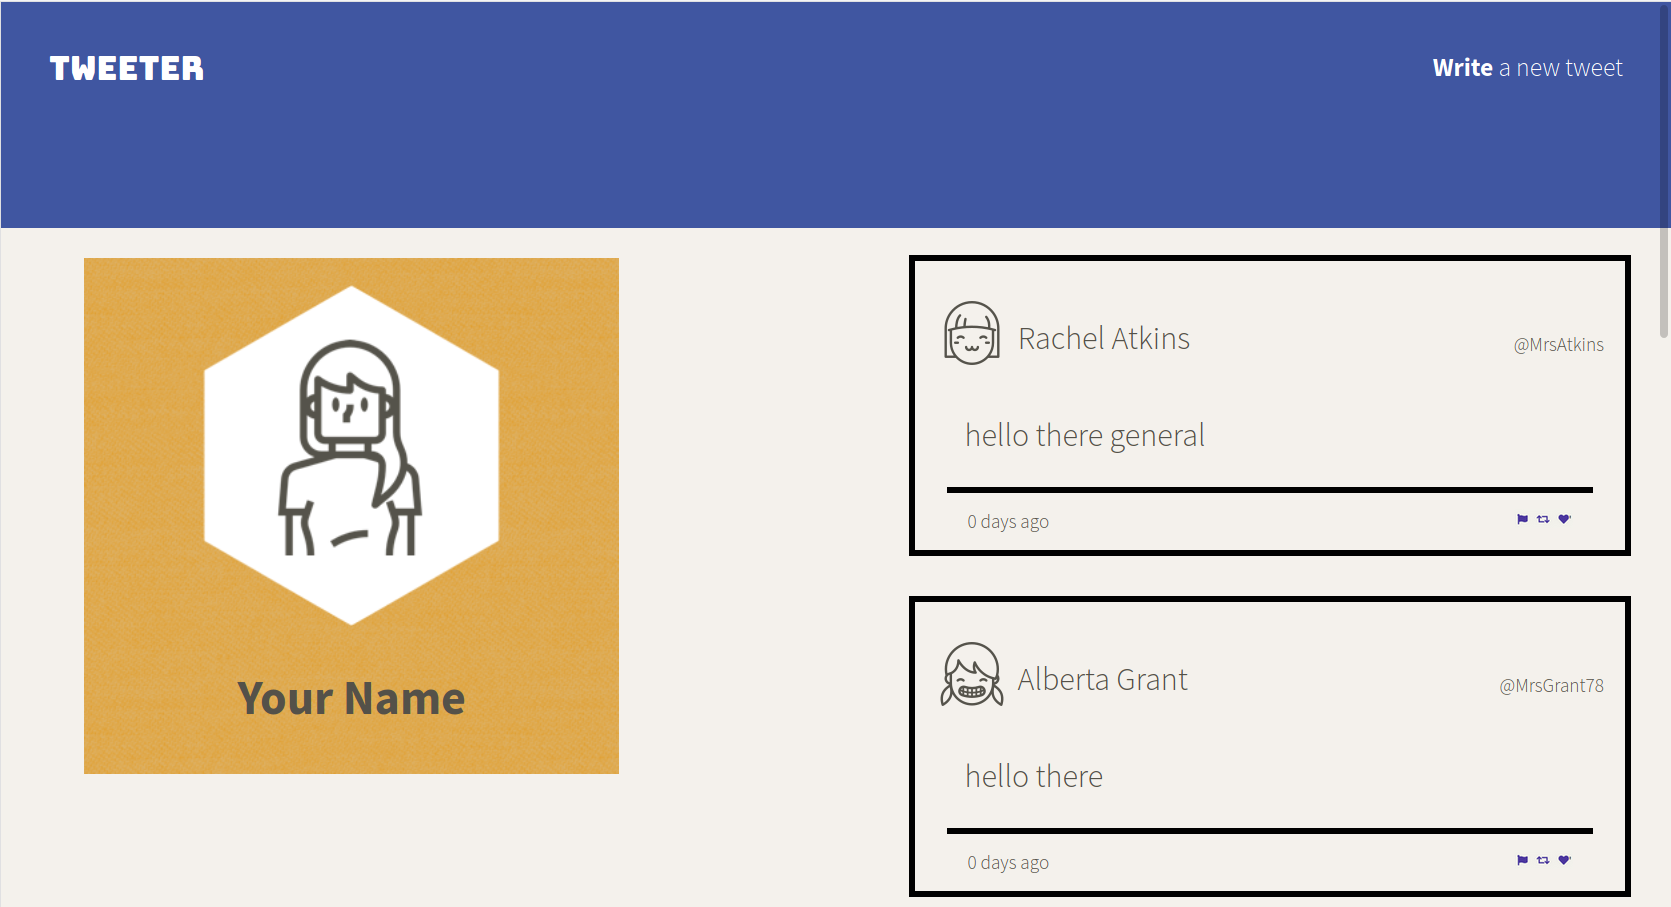 TWEETER
Write a new tweet
Your Name
Rachel Atkins
@MrsAtkins
hello there general
0 days ago
Alberta Grant
@MrsGrant78
hello there
0 days ago